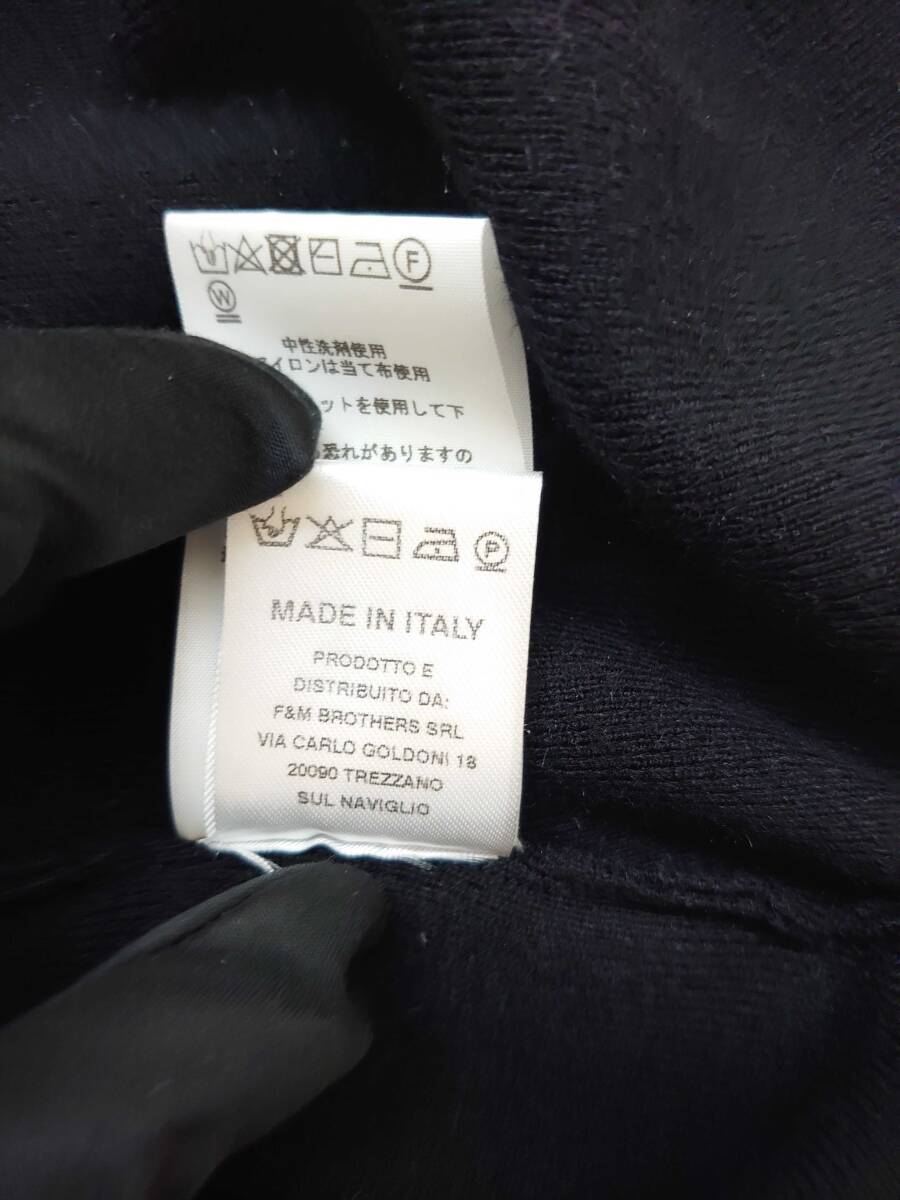 F
W
中性洗剤使用
イロンは当て布使用
ットを使用して下
恐れがありますの
P
MADE IN ITALY
PRODOTTO E
DISTRIBUITO DA:
F&M BROTHERS SRL
VIA CARLO GOLDONI 18
20090 TREZZANO
SUL NAVIGLIO